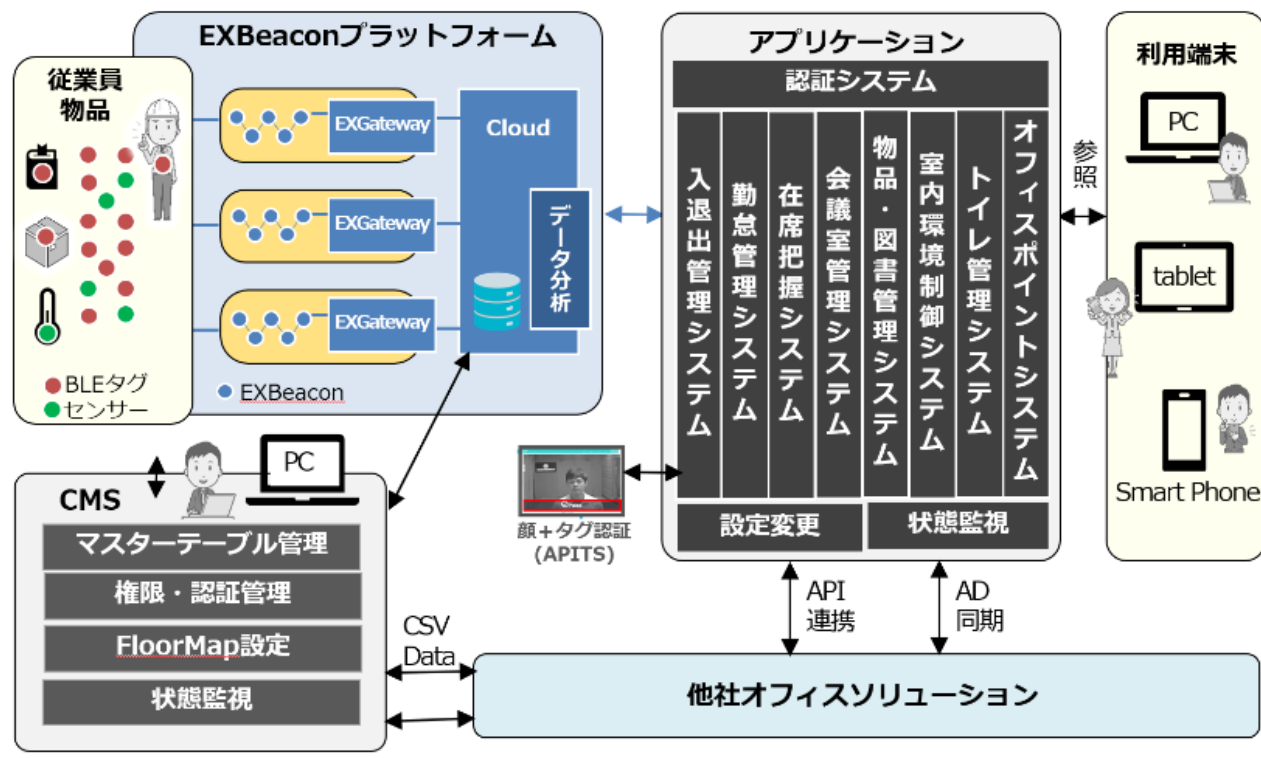 EXBeaconプラットフォーム
従業員
物品
BLEタグ
センサー
EXGateway
EXGateway
EXGateway
Cloud
データ分析
EXBeacon
アプリケーション
認証システム
入退出管理システム
勤怠管理システム
在席把握システム
会議室管理システム
物品・図書管理システム
室内環境制御システム
トイレ管理システム
オフィスポイントシステム
設定変更
状態監視
参照
利用端末
PC
tablet
Smart Phone
顔＋タグ認証
(APITS)
PC
CMS
マスターテーブル管理
権限・認証管理
FloorMap設定
状態監視
CSV
Data
API
連携
AD
同期
他社オフィスソリューション